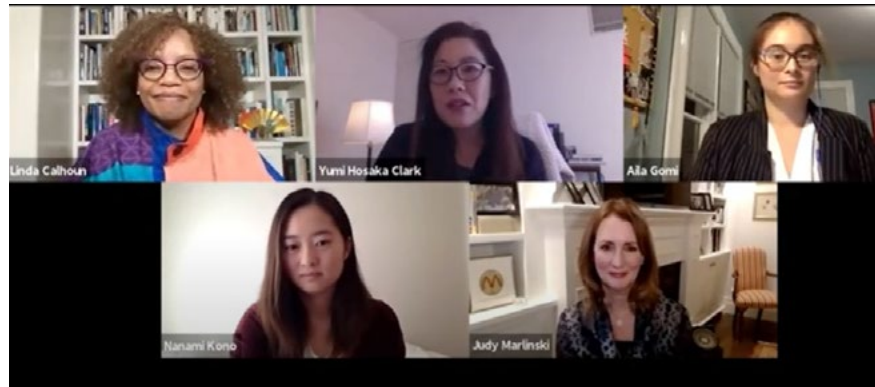 Linda Calhoun
Yumi Hosaka Clark
Aila Gomi
Nanami Kono
Judy Marlinski